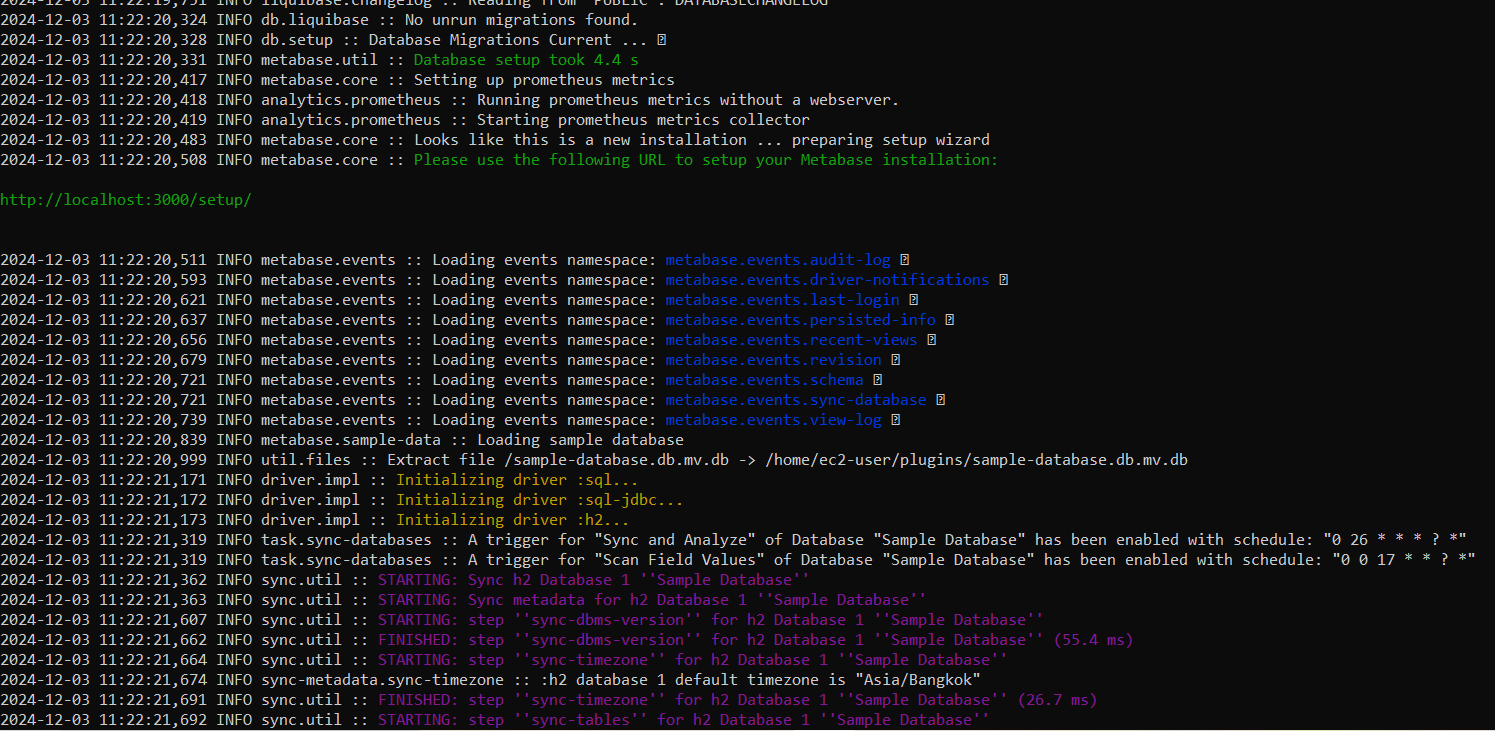 2024-12-03 11:22:19,751 INFO liquibase.changelog :: Reading from "PUBLIC".DATABASECHANGELOG
2024-12-03 11:22:20,324 INFO db.liquibase :: No unrun migrations found.
2024-12-03 11:22:20,328 INFO db.setup :: Database Migrations Current ...
2024-12-03 11:22:20,331 INFO metabase.util :: Database setup took 4.4 s
2024-12-03 11:22:20,417 INFO metabase.core :: Setting up prometheus metrics
2024-12-03 11:22:20,418 INFO analytics.prometheus :: Running prometheus metrics without a webserver.
2024-12-03 11:22:20,419 INFO analytics.prometheus :: Starting prometheus metrics collector
2024-12-03 11:22:20,483 INFO metabase.core :: Looks like this is a new installation ... preparing setup wizard
2024-12-03 11:22:20,508 INFO metabase.core :: Please use the following URL to setup your Metabase installation:
http://localhost:3000/setup/
2024-12-03 11:22:20,511 INFO metabase.events :: Loading events namespace: metabase.events.audit-log
2024-12-03 11:22:20,593 INFO metabase.events :: Loading events namespace: metabase.events.driver-notifications
2024-12-03 11:22:20,621 INFO metabase.events :: Loading events namespace: metabase.events.last-login
2024-12-03 11:22:20,637 INFO metabase.events :: Loading events namespace: metabase.events.persisted-info
2024-12-03 11:22:20,656 INFO metabase.events :: Loading events namespace: metabase.events.recent-views
2024-12-03 11:22:20,679 INFO metabase.events :: Loading events namespace: metabase.events.revision
2024-12-03 11:22:20,721 INFO metabase.events :: Loading events namespace: metabase.events.schema
2024-12-03 11:22:20,721 INFO metabase.events :: Loading events namespace: metabase.events.sync-database
2024-12-03 11:22:20,739 INFO metabase.events :: Loading events namespace: metabase.events.view-log
2024-12-03 11:22:20,839 INFO metabase.sample-data :: Loading sample database
2024-12-03 11:22:20,999 INFO util.files :: Extract file /sample-database.db.mv.db -> /home/ec2-user/plugins/sample-database.db.mv.db
2024-12-03 11:22:21,171 INFO driver.impl :: Initializing driver :sql...
2024-12-03 11:22:21,172 INFO driver.impl :: Initializing driver :sql-jdbc...
2024-12-03 11:22:21,173 INFO driver.impl :: Initializing driver :h2...
2024-12-03 11:22:21,319 INFO task.sync-databases :: A trigger for "Sync and Analyze" of Database "Sample Database" has been enabled with schedule: "0 26 * * * ? *"
2024-12-03 11:22:21,319 INFO task.sync-databases :: A trigger for "Scan Field Values" of Database "Sample Database" has been enabled with schedule: "0 0 17 * * ? *"
2024-12-03 11:22:21,362 INFO sync.util :: STARTING: Sync h2 Database 1 ''Sample Database''
2024-12-03 11:22:21,363 INFO sync.util :: STARTING: Sync metadata for h2 Database 1 ''Sample Database''
2024-12-03 11:22:21,607 INFO sync.util :: STARTING: step ''sync-dbms-version'' for h2 Database 1 ''Sample Database''
2024-12-03 11:22:21,662 INFO sync.util :: FINISHED: step ''sync-dbms-version'' for h2 Database 1 ''Sample Database'' (55.4 ms)
2024-12-03 11:22:21,664 INFO sync.util :: STARTING: step ''sync-timezone'' for h2 Database 1 ''Sample Database''
2024-12-03 11:22:21,674 INFO sync-metadata.sync-timezone :: :h2 database 1 default timezone is "Asia/Bangkok"
2024-12-03 11:22:21,691 INFO sync.util :: FINISHED: step ''sync-timezone'' for h2 Database 1 ''Sample Database'' (26.7 ms)
2024-12-03 11:22:21,692 INFO sync.util :: STARTING: step ''sync-tables'' for h2 Database 1 ''Sample Database''